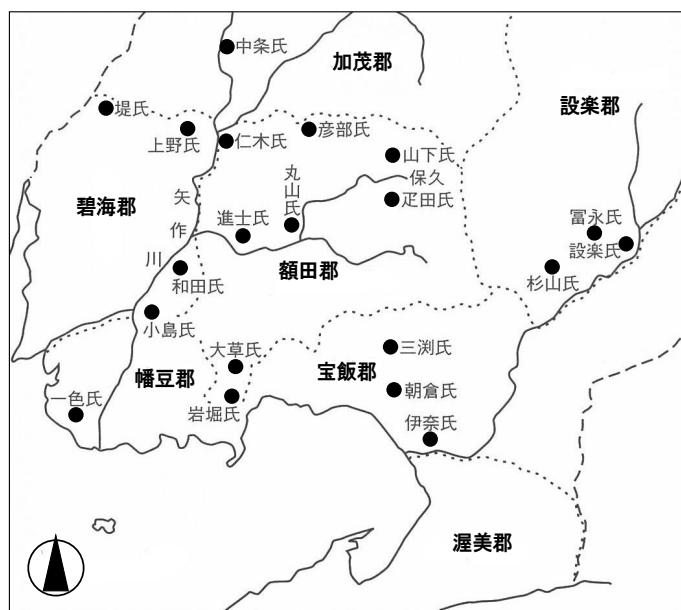 中条氏
加茂郡
設楽郡
堤氏
上野氏
仁木氏
彦部氏
山下氏
保久
疋田氏
丸山氏
碧海郡
矢作川
進士氏
冨永氏
設楽氏
杉山氏
額田郡
和田氏
小島氏
大草氏
三渕氏
宝飯郡
幡豆郡
一色氏
岩堀氏
朝倉氏
伊奈氏
渥美郡